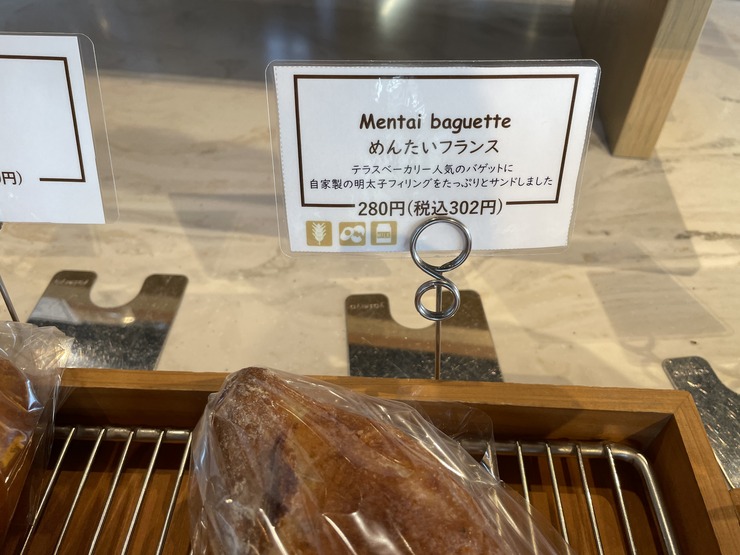 円)
Mentai baguette
めんたいフランス
テラスベーカリー人気のバゲットに
自家製の明太子フィリングをたっぷりとサンドしました
280円(税込302円)